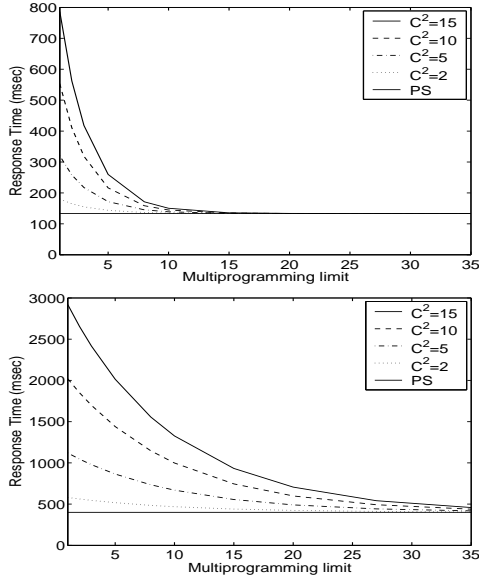 800
700
600
500
400
300
200
100
0
Response Time (msec)
C²=15
C²=10
C²=5
C²=2
PS
5 10 15 20 25 30 35
Multiprogramming limit
3000
2500
2000
1500
1000
500
0
Response Time (msec)
C²=15
C²=10
C²=5
C²=2
PS
5 10 15 20 25 30 35
Multiprogramming limit